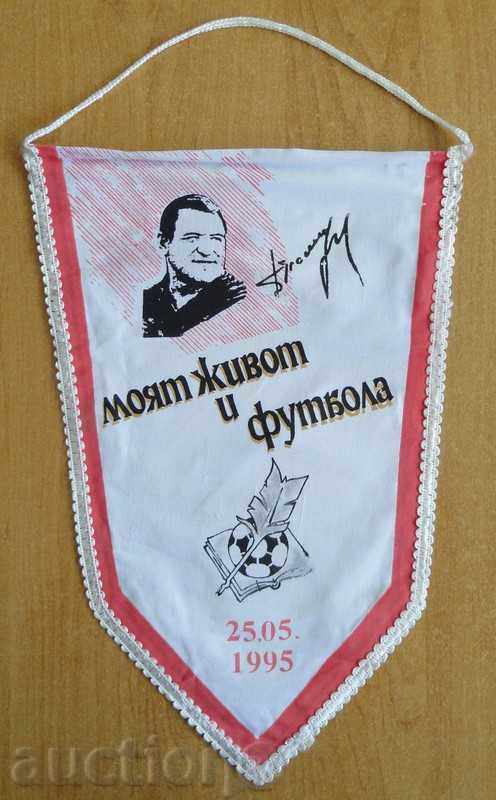 моят живот
и
футбола
25.05.
1995
auction